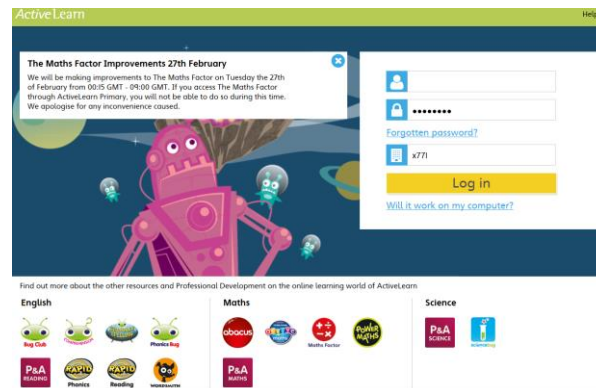 ActiveLearn
Help
The Maths Factor Improvements 27th February
We will be making improvements to The Maths Factor on Tuesday the 27th
of February from 00:15 GMT - 09:00 GMT. If you access The Maths Factor
through ActiveLearn Primary, you will not be able to do so during this time.
We apologise for any inconvenience caused.
••••••••
Forgotten password?
x77l
Log in
Will it work on my computer?
Find out more about the other resources and Professional Development on the online learning world of ActiveLearn
English
Maths
Science
Bug Club
Phonics Bug
abacus
Maths Factor
POWER MATHS
P&A SCIENCE
P&A READING
RAPID Phonics
RAPID Reading
WORDSMITH
P&A MATHS